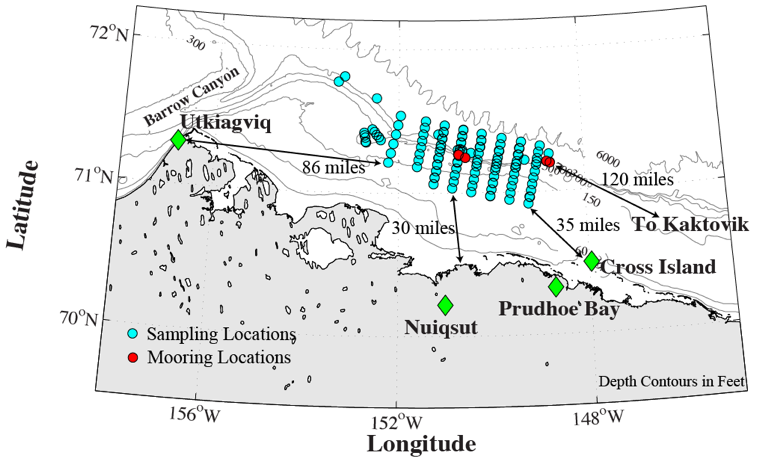 72°N
300
Barrow Canyon
Utkiagviq
86 miles
6000
120 miles
71°N
150
To Kaktovik
30 miles
35 miles
60
Cross Island
Prudhoe Bay
Nuiqsut
70°N
Sampling Locations
Mooring Locations
Depth Contours in Feet
156°W
152°W
148°W
Longitude
Latitude